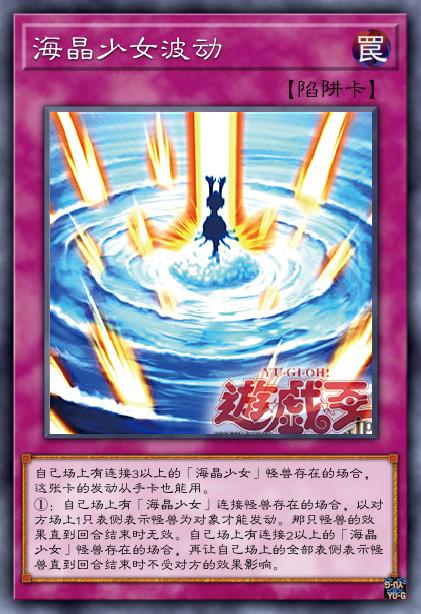 海晶少女波动
罠
【陷阱卡】
YU-GI-OH!
遊戯王
.jp
自己场上有连接3以上的「海晶少女」怪兽存在的场合，
这张卡的发动从手卡也能用。
①：自己场上有「海晶少女」连接怪兽存在的场合，以对
方场上1只表侧表示怪兽为对象才能发动。那只怪兽的效
果直到回合结束时无效。自己场上有连接2以上的「海晶
少女」怪兽存在的场合，再让自己场上的全部表侧表示怪
兽直到回合结束时不受对方的效果影响。